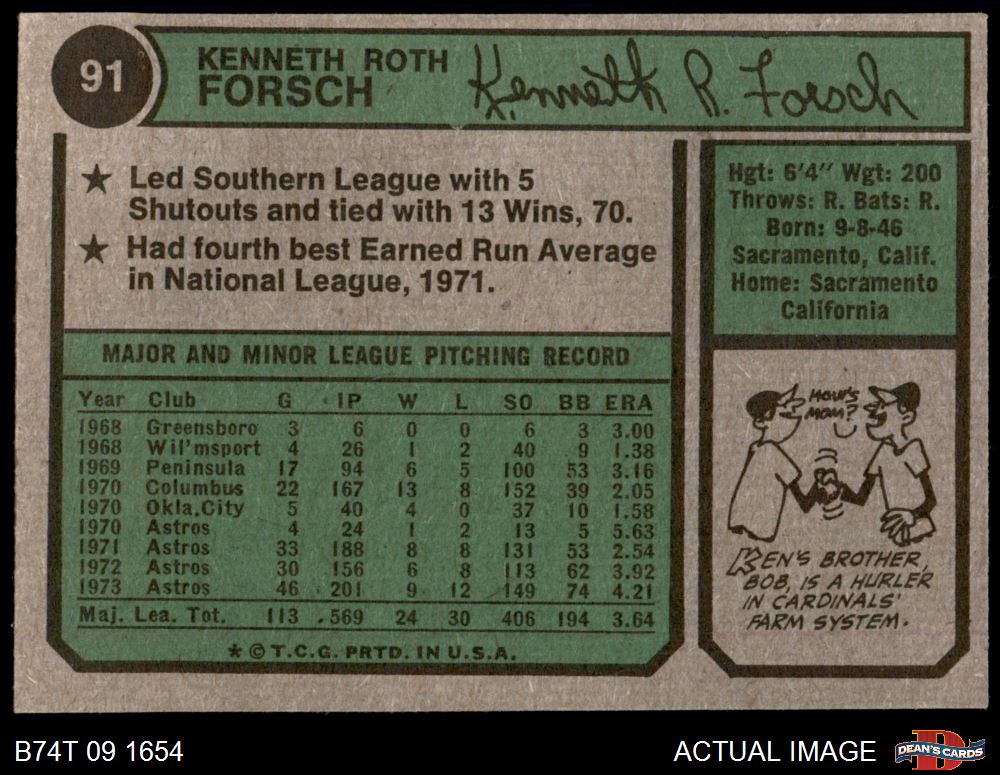 91
KENNETH ROTH
FORSCH
Kenneth R. Forsch
★ Led Southern League with 5
Shutouts and tied with 13 Wins, 70.
★ Had fourth best Earned Run Average
in National League, 1971.
Hgt: 6'4" Wgt: 200
Throws: R. Bats: R.
Born: 9-8-46
Sacramento, Calif.
Home: Sacramento
California
MAJOR AND MINOR LEAGUE PITCHING RECORD
Year Club G IP W L SO BB ERA
1968 Greensboro 3 6 0 0 6 3 3.00
1968 Wil'msport 4 26 1 2 40 9 1.38
1969 Peninsula 17 94 6 5 100 53 3.16
1970 Columbus 22 167 13 8 152 39 2.05
1970 Okla.City 5 40 4 0 37 10 1.58
1970 Astros 4 24 1 2 13 5 5.63
1971 Astros 33 188 8 8 131 53 2.54
1972 Astros 30 156 6 8 113 62 3.92
1973 Astros 46 201 9 12 149 74 4.21
Maj. Lea. Tot. 113 569 24 30 406 194 3.64
* © T.C.G. PRTD. IN U.S.A.
HOW'S
MOM?
KEN'S BROTHER,
BOB, IS A HURLER
IN CARDINALS'
FARM SYSTEM.
B74T 09 1654
ACTUAL IMAGE
D
DEAN'S CARDS